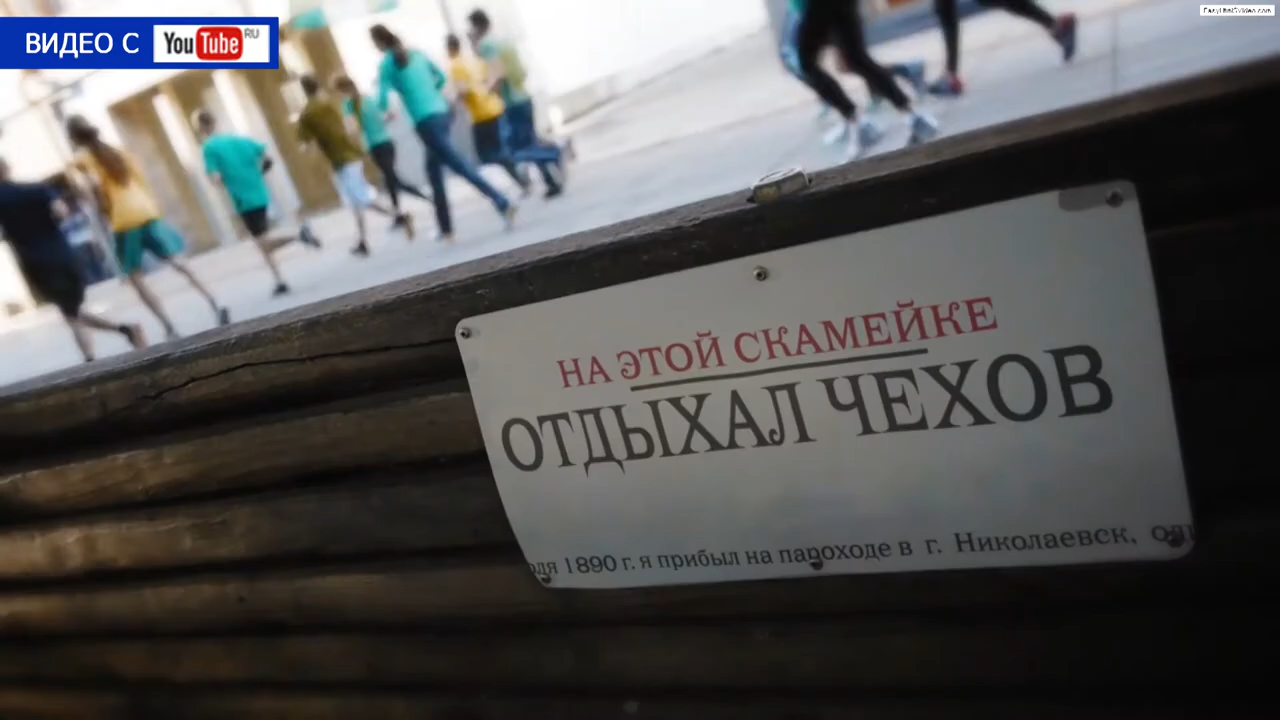 ВИДЕО С YouTube RU
НА ЭТОЙ СКАМЕЙКЕ
ОТДЫХАЛ ЧЕХОВ
1890 г. я прибыл на пароходе в г. Николаевск,